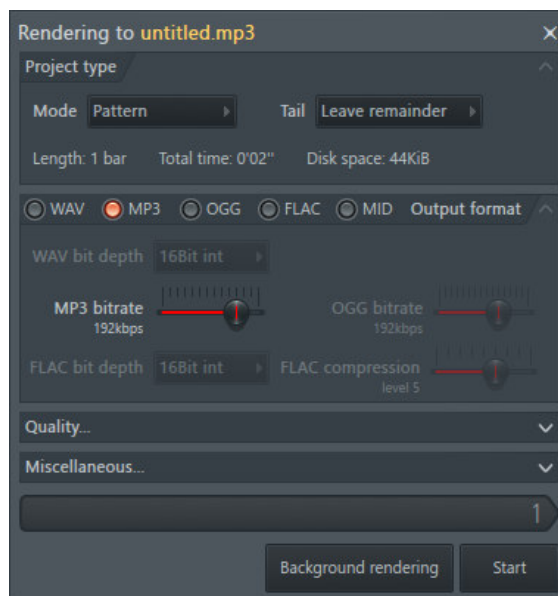 Rendering to untitled.mp3
Project type
Mode Pattern Tail Leave remainder
Length: 1 bar Total time: 0'02" Disk space: 44KiB
WAV MP3 OGG FLAC MID Output format
WAV bit depth 16Bit int
MP3 bitrate OGG bitrate
192kbps 192kbps
FLAC bit depth 16Bit int FLAC compression
level 5
Quality...
Miscellaneous...
1
Background rendering Start